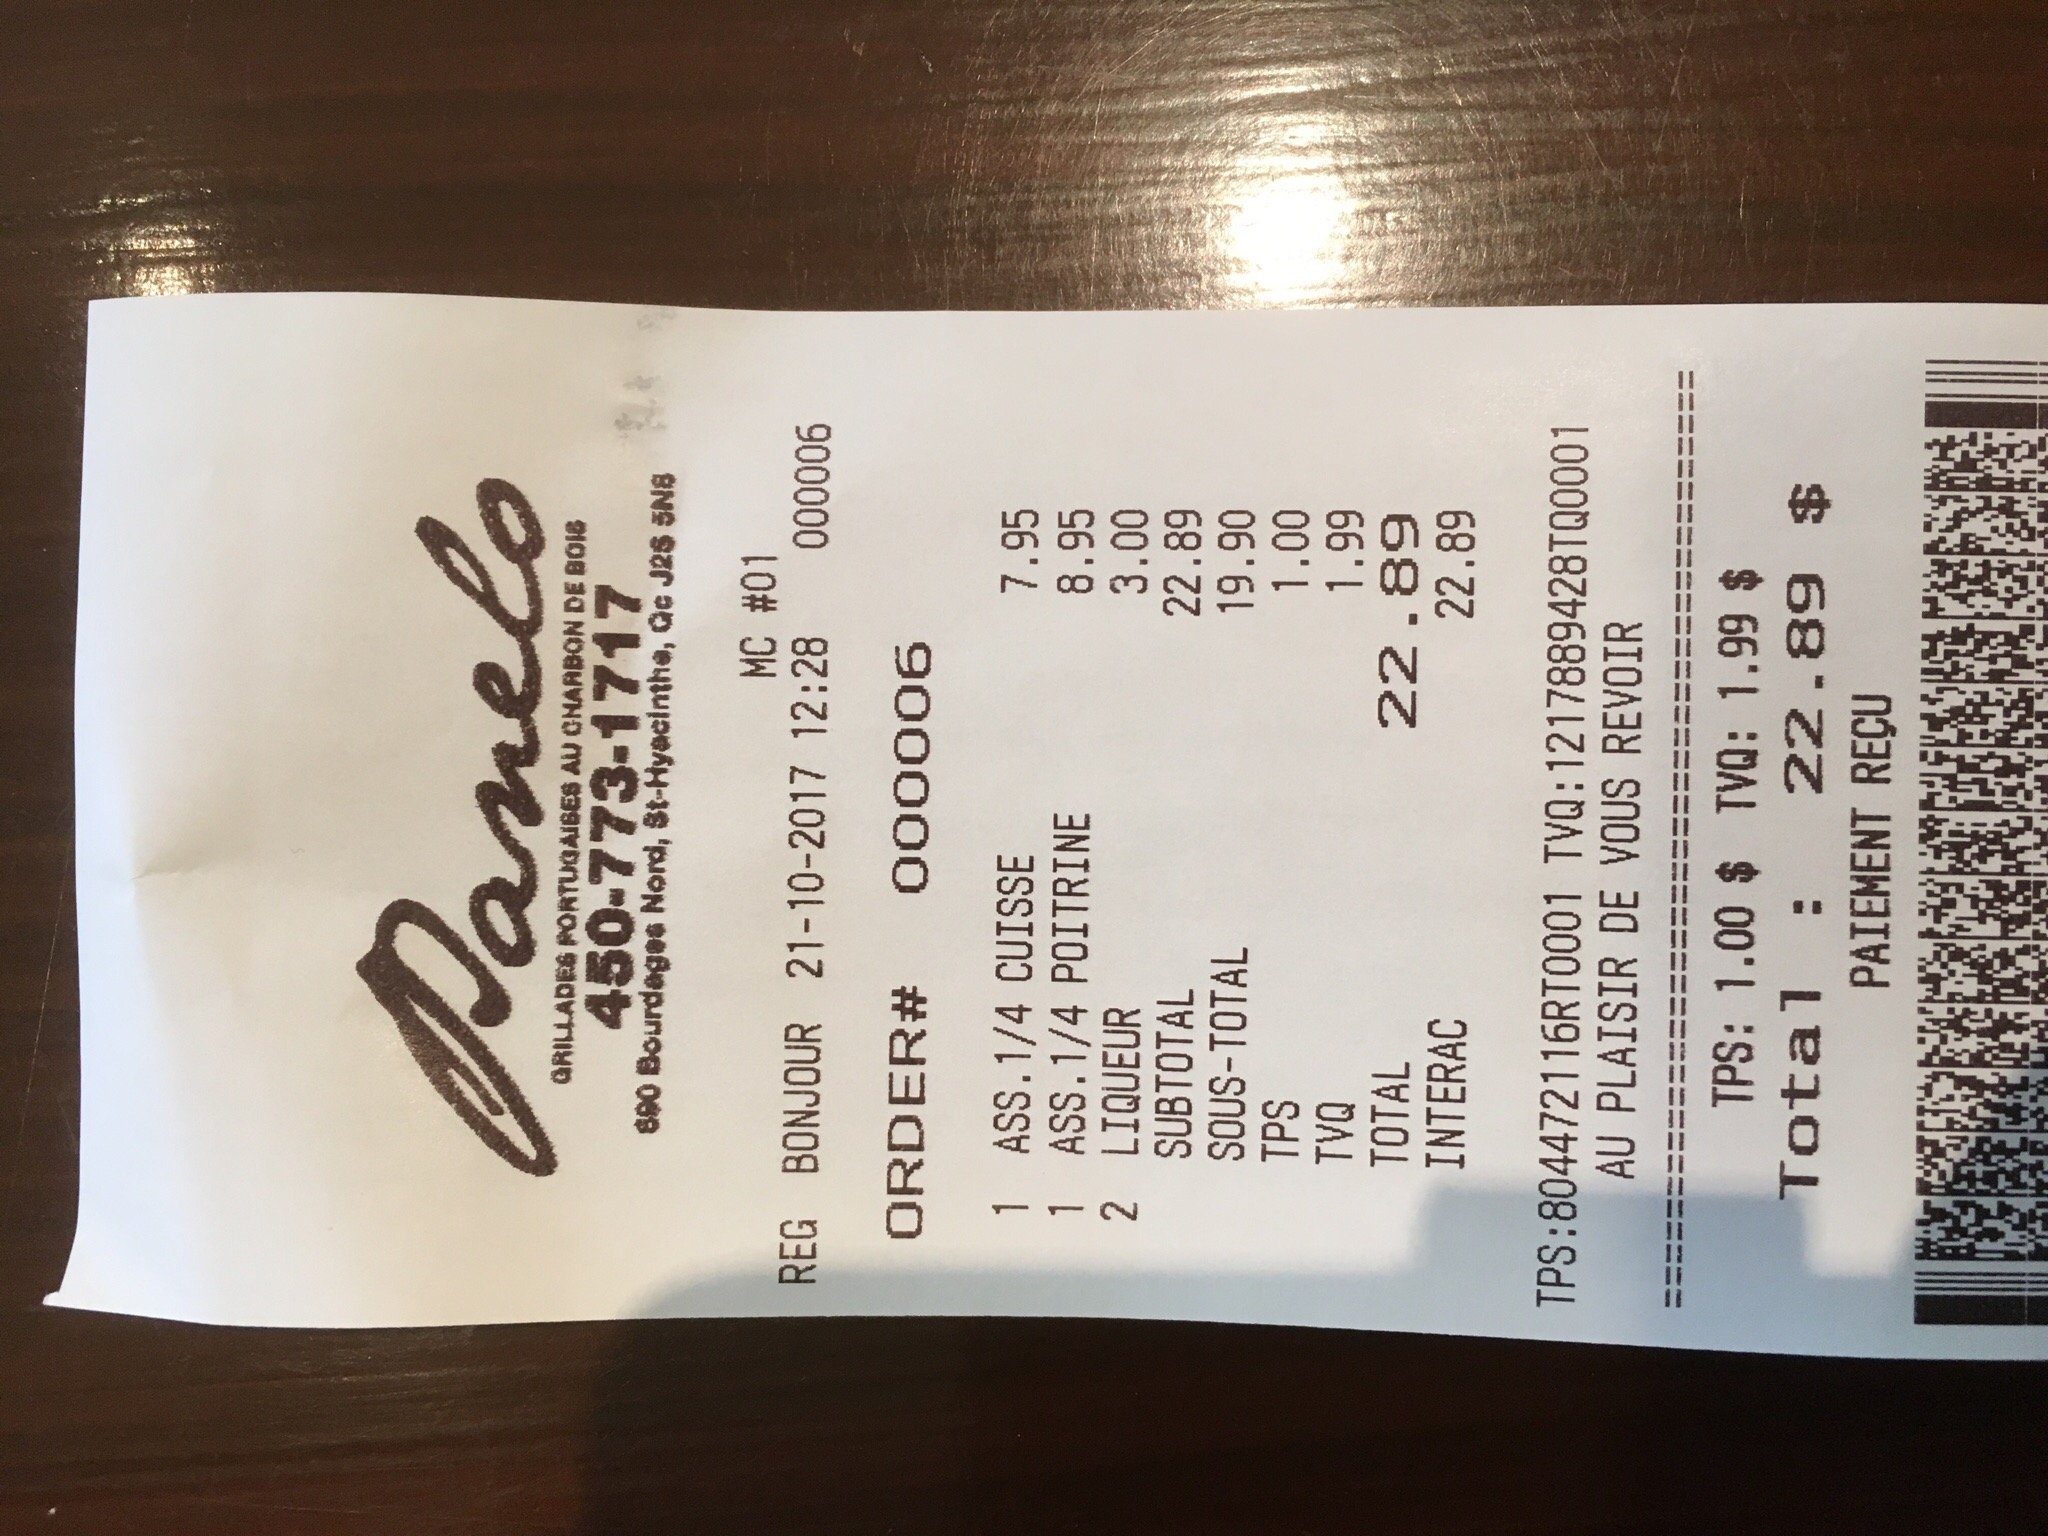 Panelo
GRILLADES PORTUGAISES AU CHARBON DE BOIS
450-773-1717
690 Bourdages Nord, St-Hyacinthe, Qc J2S 5N8
MC #01
REG BONJOUR 21-10-2017 12:28 000006
ORDER# 000006
1 ASS.1/4 CUISSE 7.95
1 ASS.1/4 POITRINE 8.95
2 LIQUEUR 3.00
SUBTOTAL 22.89
SOUS-TOTAL 19.90
TPS 1.00
TVQ 1.99
TOTAL 22.89
INTERAC 22.89
TPS:804472116RT0001 TVQ:1217889428TQ0001
AU PLAISIR DE VOUS REVOIR
========================================
TPS: 1.00 $ TVQ: 1.99 $
Total : 22.89 $
PAIEMENT REÇU